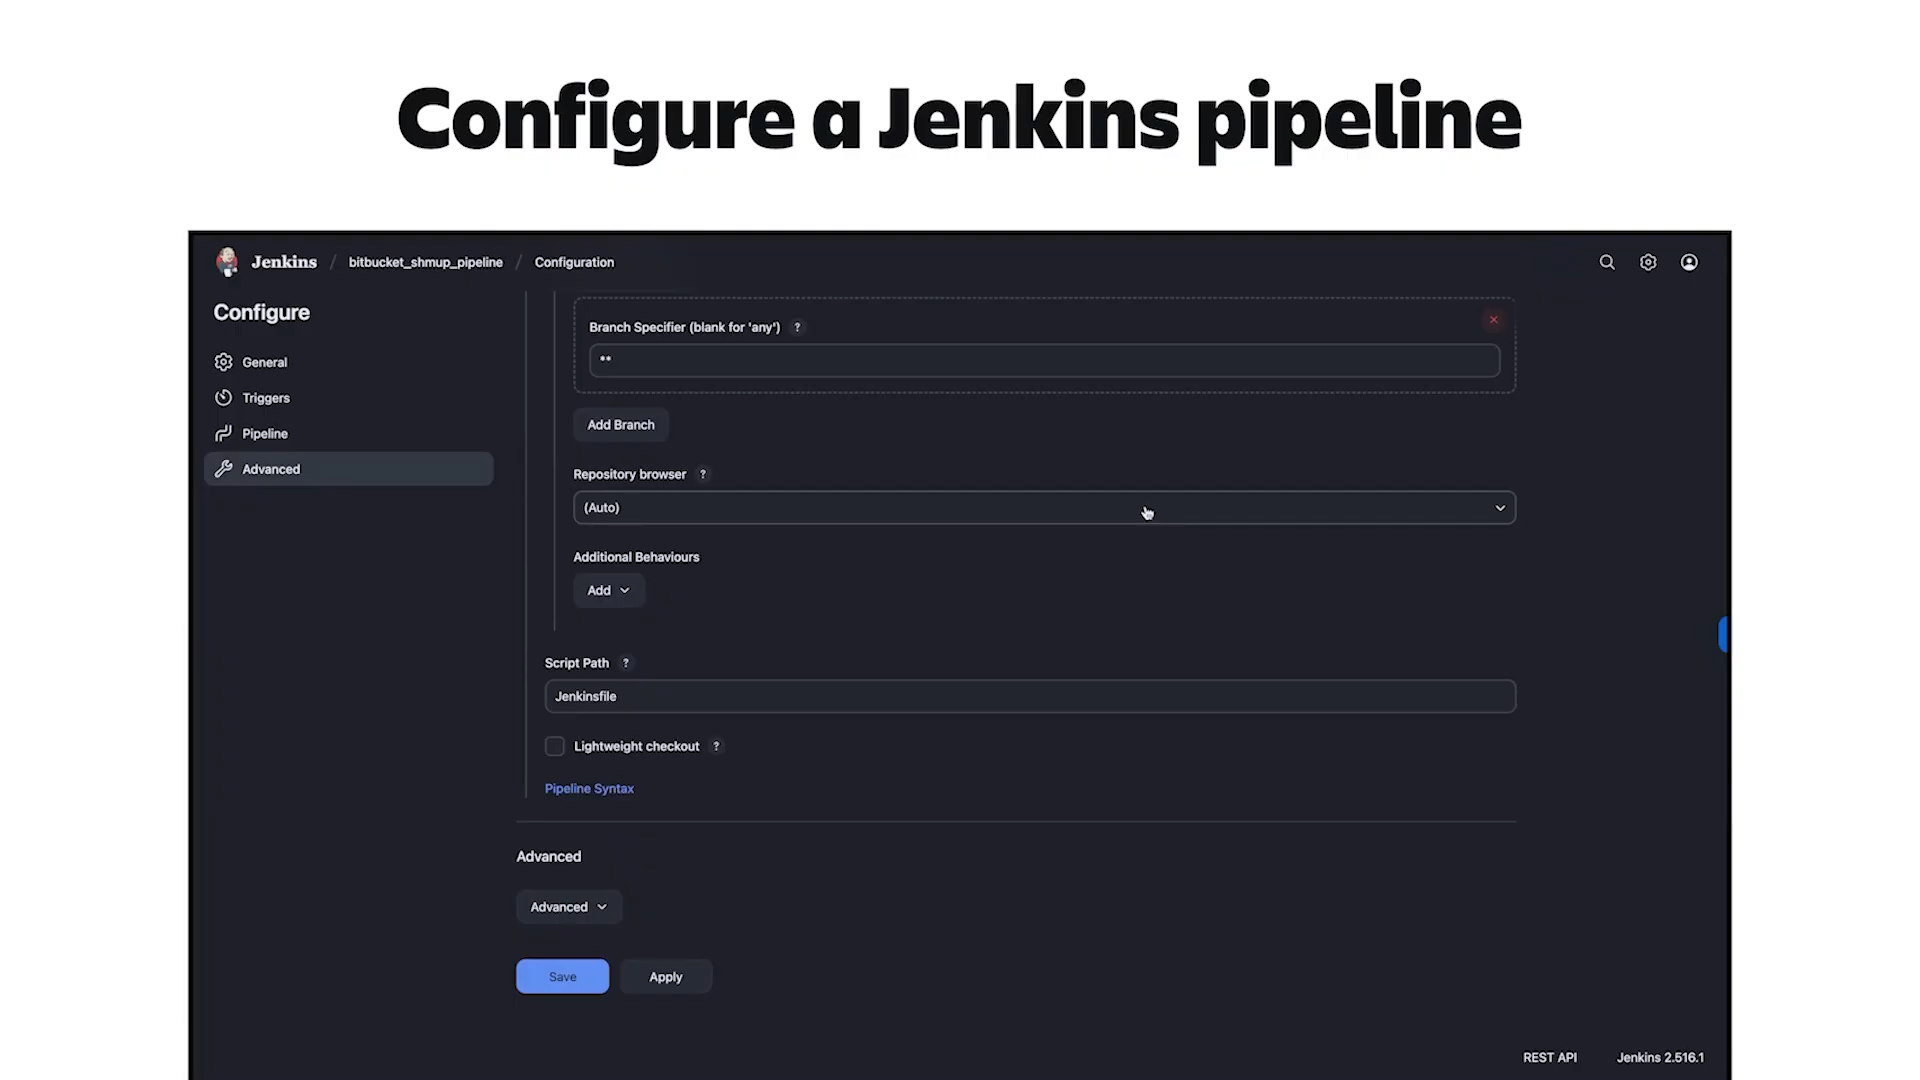 Configure a Jenkins pipeline
Jenkins / bitbucket_shmup_pipeline / Configuration
Configure
General
Triggers
Pipeline
Advanced
Branch Specifier (blank for 'any') ?
**
Add Branch
Repository browser ?
(Auto)
Additional Behaviours
Add
Script Path ?
Jenkinsfile
Lightweight checkout ?
Pipeline Syntax
Advanced
Advanced
Save Apply
REST API Jenkins 2.516.1